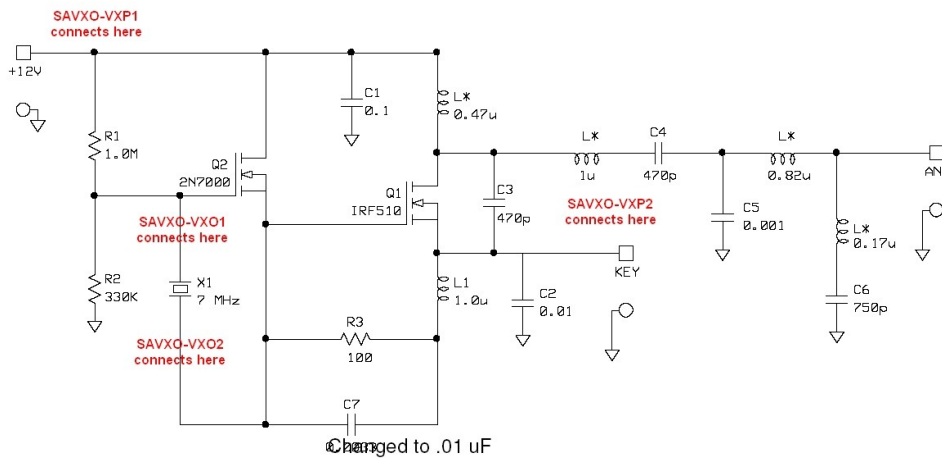 SAVXO-VXP1
connects here
+12V
R1
1.0M
Q2
2N7000
C1
0.1
L*
0.47u
Q1
IRF510
C3
470p
L*
1u
C4
470p
L*
0.82u
AN
SAVXO-VXO1
connects here
SAVXO-VXP2
connects here
C5
0.001
L*
0.17u
R2
330K
X1
7 MHz
L1
1.0u
C2
0.01
KEY
C6
750p
SAVXO-VXO2
connects here
R3
100
C7
Changed to .01 uF